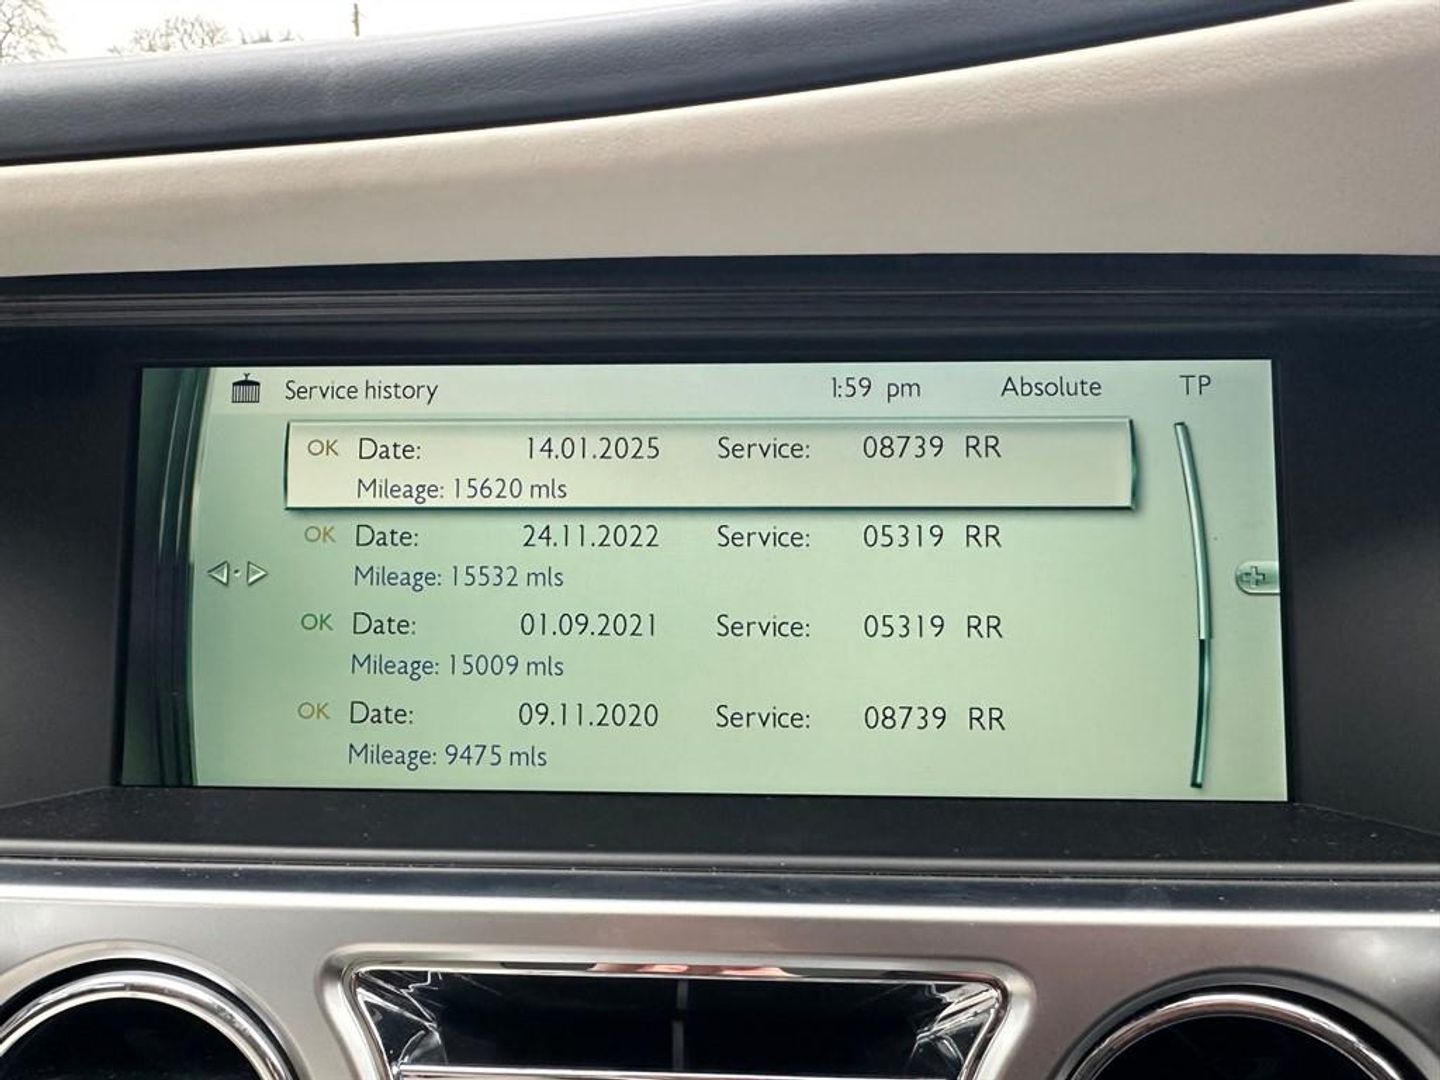 Service history 1:59 pm Absolute TP
OK Date: 14.01.2025 Service: 08739 RR
Mileage: 15620 mls
OK Date: 24.11.2022 Service: 05319 RR
Mileage: 15532 mls
OK Date: 01.09.2021 Service: 05319 RR
Mileage: 15009 mls
OK Date: 09.11.2020 Service: 08739 RR
Mileage: 9475 mls